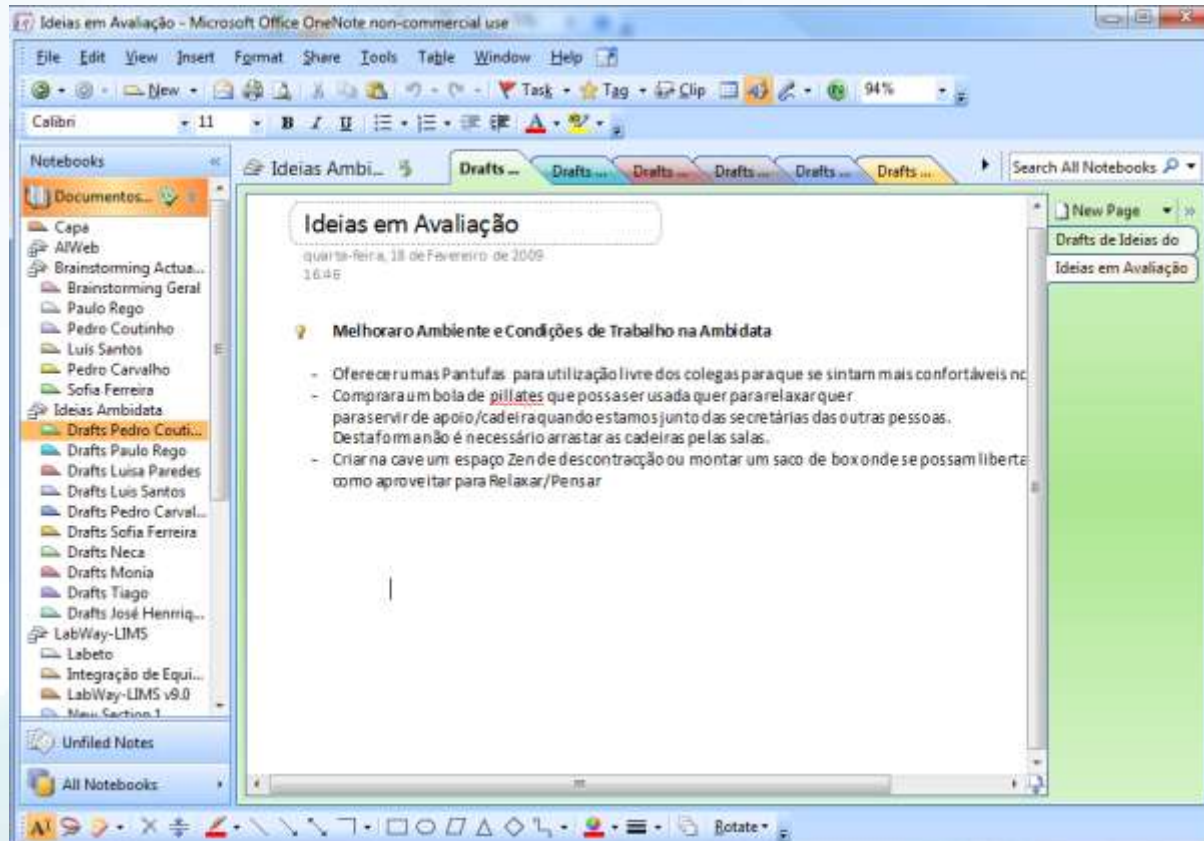 Ideias em Avaliação - Microsoft Office OneNote non-commercial use
File Edit View Insert Format Share Tools Table Window Help
New Task Tag Clip 94%
Calibri 11 B I U A
Notebooks
Documentos...
Capa
AlWeb
Brainstorming Actua...
Brainstorming Geral
Paulo Rego
Pedro Coutinho
Luis Santos
Pedro Carvalho
Sofia Ferreira
Ideias Ambidata
Drafts Pedro Couti...
Drafts Paulo Rego
Drafts Luisa Paredes
Drafts Luis Santos
Drafts Pedro Carval...
Drafts Sofia Ferreira
Drafts Neca
Drafts Monia
Drafts Tiago
Drafts José Henriq...
LabWay-LIMS
Labeto
Integração de Equi...
LabWay-LIMS v9.0
New Section 1
Unfiled Notes
All Notebooks
Ideias Ambi... Drafts ... Drafts ... Drafts ... Drafts ... Drafts ... Drafts ... Search All Notebooks
Ideias em Avaliação
quarta-feira, 18 de Fevereiro de 2009
16:46
Melhorar o Ambiente e Condições de Trabalho na Ambidata
- Oferecer umas Pantufas para utilização livre dos colegas para que se sintam mais confortáveis no
- Comprara um bola de pillates que possa ser usada quer para relaxar quer
para servir de apoio/cadeira quando estamos junto das secretárias das outras pessoas.
Desta forma não é necessário arrastar as cadeiras pelas salas.
- Criar na cave um espaço Zen de descontracção ou montar um saco de box onde se possam liberta
como aproveitar para Relaxar/Pensar
New Page
Drafts de Ideias do
Ideias em Avaliação
Rotate